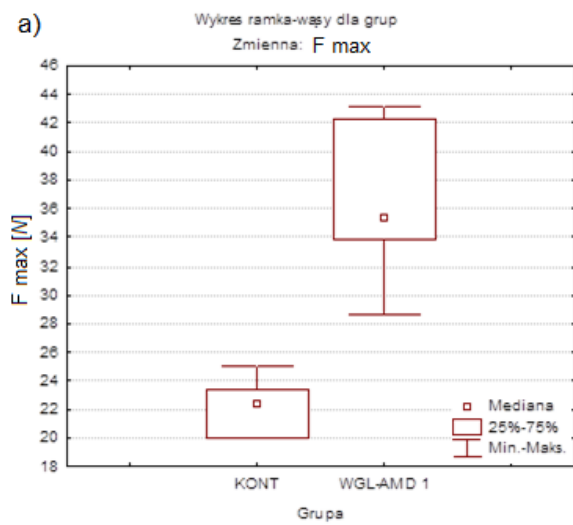 a)
Wykres ramka-wąsy dla grup
Zmienna: F max
46
44
42
40
38
36
34
32
30
28
26
24
22
20
18
F max [N]
KONT
WGL-AMD 1
Grupa
Mediana
25%-75%
Min.-Maks.